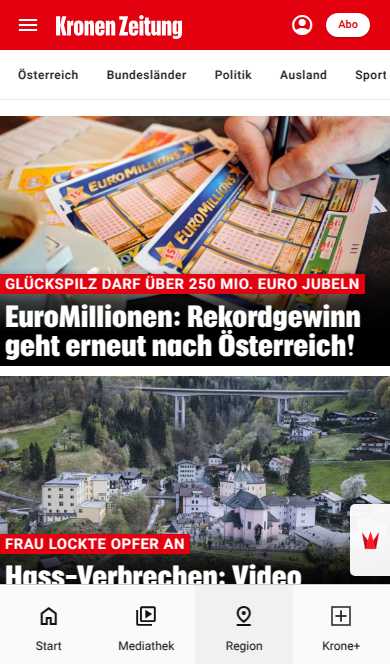 Kronen Zeitung
Abo
Österreich Bundesländer Politik Ausland Sport
EUROMILLIONS
EUROMILLIONS
GLÜCKSPILZ DARF ÜBER 250 MIO. EURO JUBELN
EuroMillionen: Rekordgewinn
geht erneut nach Österreich!
FRAU LOCKTE OPFER AN
Hass-Verbrechen: Video
Start Mediathek Region Krone+